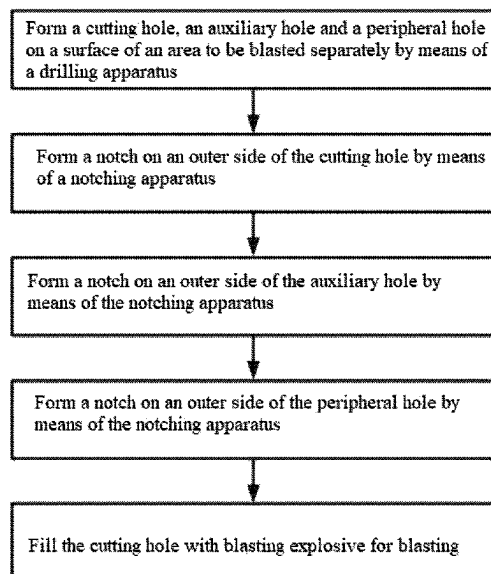 Form a cutting hole, an auxiliary hole and a peripheral hole
on a surface of an area to be blasted separately by means of
a drilling apparatus
Form a notch on an outer side of the cutting hole by means
of a notching apparatus
Form a notch on an outer side of the auxiliary hole by
means of the notching apparatus
Form a notch on an outer side of the peripheral hole by
means of the notching apparatus
Fill the cutting hole with blasting explosive for blasting